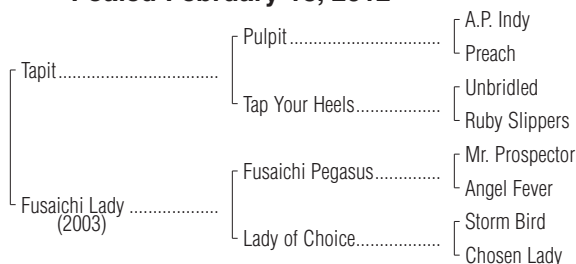 Foaled February 2012
A.P. Indy
Pulpit..................................
Preach
Tapit....................................
Unbridled
Tap Your Heels...................
Ruby Slippers
Mr. Prospector
Fusaichi Pegasus...............
Angel Fever
Fusaichi Lady ....................
(2003)
Storm Bird
Lady of Choice...................
Chosen Lady